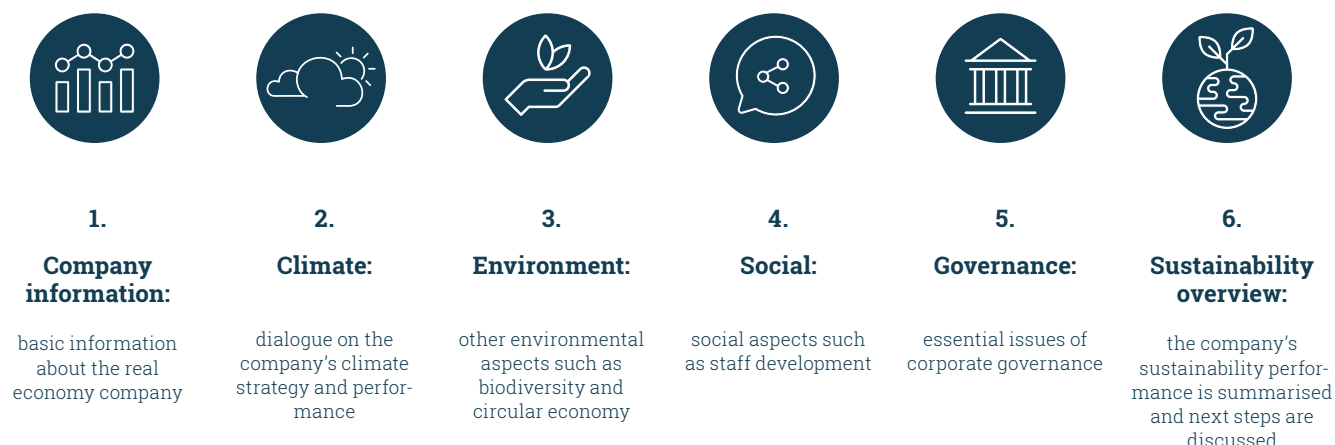 1.
Company
information:
basic information
about the real
economy company
2.
Climate:
dialogue on the
company's climate
strategy and perfor-
mance
3.
Environment:
other environmental
aspects such as
biodiversity and
circular economy
4.
Social:
social aspects such
as staff development
5.
Governance:
essential issues of
corporate governance
6.
Sustainability
overview:
the company's
sustainability perfor-
mance is summarised
and next steps are
discussed